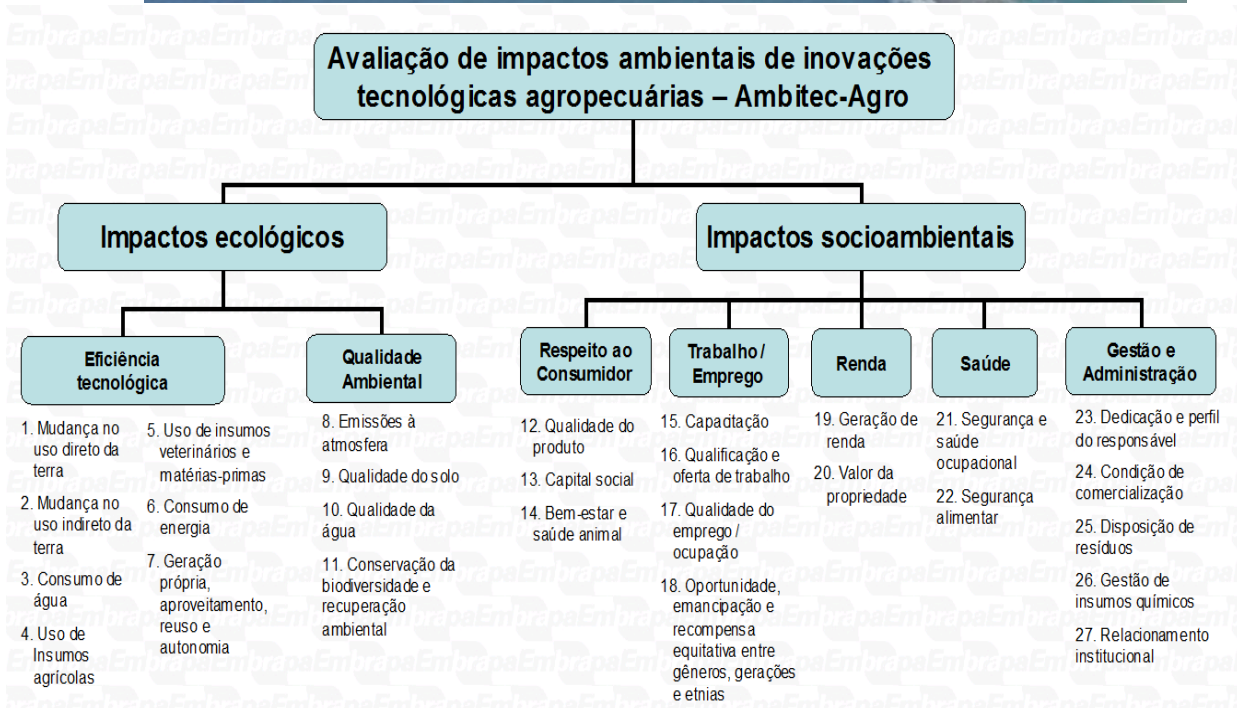 Avaliação de impactos ambientais de inovações
tecnológicas agropecuárias – Ambitec-Agro
Impactos ecológicos
Impactos socioambientais
Eficiência
tecnológica
Qualidade
Ambiental
Respeito ao
Consumidor
Trabalho /
Emprego
Renda
Saúde
Gestão e
Administração
1. Mudança no
uso direto da
terra
2. Mudança no
uso indireto da
terra
3. Consumo de
água
4. Uso de
Insumos
agrícolas
5. Uso de insumos
veterinários e
matérias-primas
6. Consumo de
energia
7. Geração
própria,
aproveitamento,
reuso e
autonomia
8. Emissões à
atmosfera
9. Qualidade do solo
10. Qualidade da
água
11. Conservação da
biodiversidade e
recuperação
ambiental
12. Qualidade do
produto
13. Capital social
14. Bem-estar e
saúde animal
15. Capacitação
16. Qualificação e
oferta de trabalho
17. Qualidade do
emprego /
ocupação
18. Oportunidade,
emancipação e
recompensa
equitativa entre
gêneros, gerações
e etnias
19. Geração de
renda
20. Valor da
propriedade
21. Segurança e
saúde
ocupacional
22. Segurança
alimentar
23. Dedicação e perfil
do responsável
24. Condição de
comercialização
25. Disposição de
resíduos
26. Gestão de
insumos químicos
27. Relacionamento
institucional